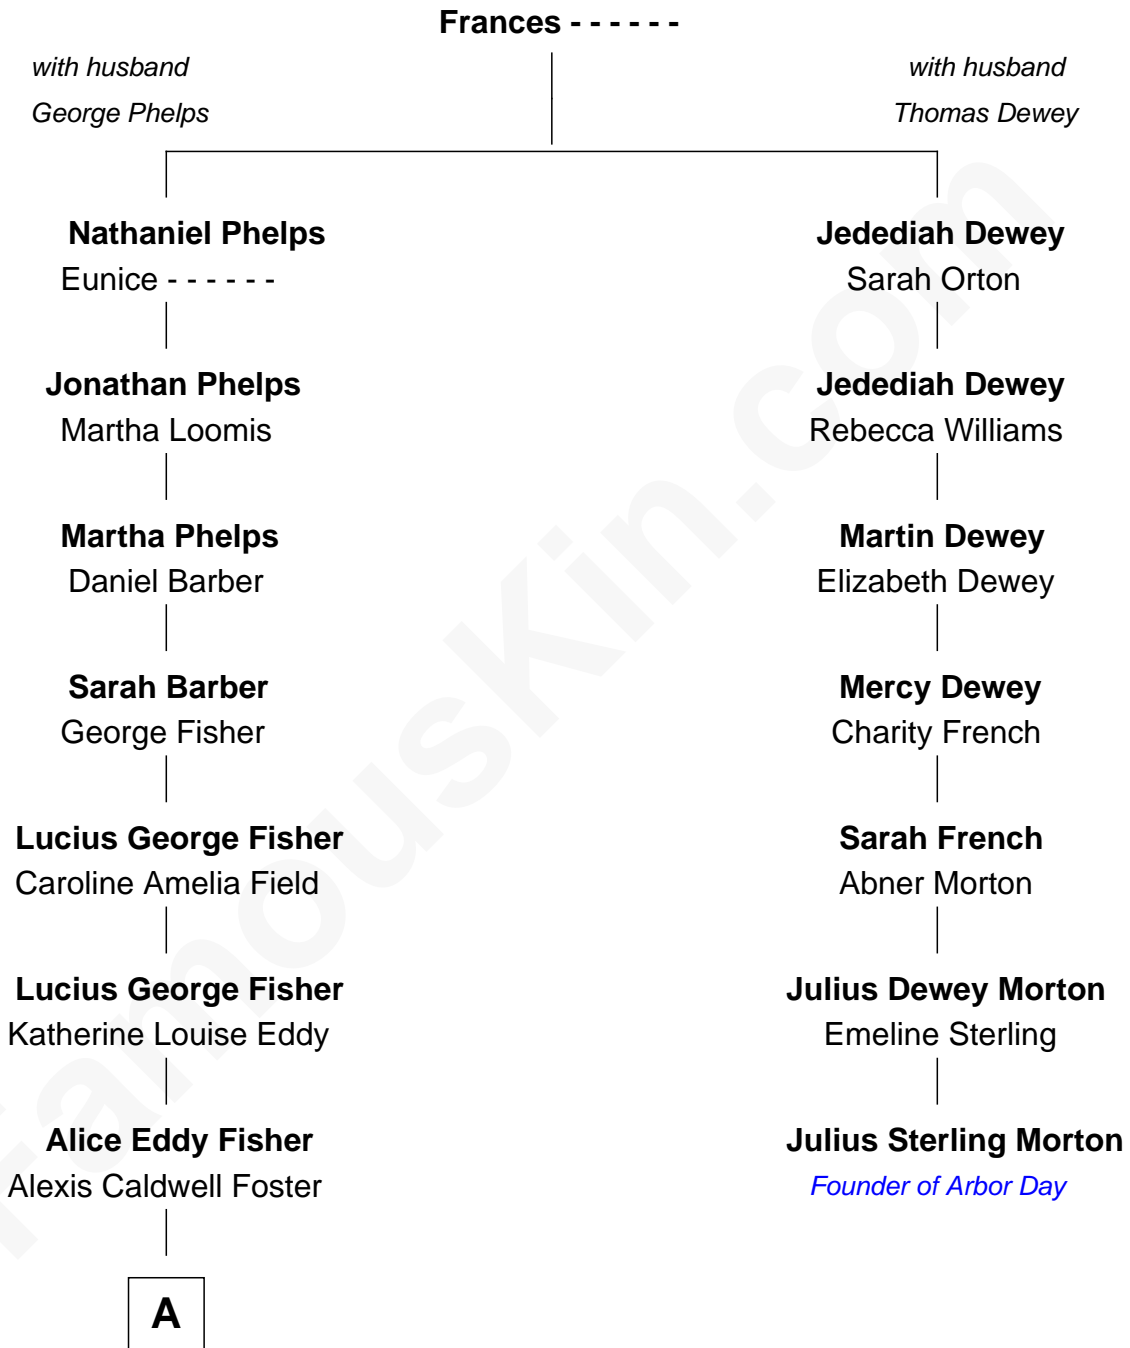 Frances - - - - - -
with husband
George Phelps
with husband
Thomas Dewey
Nathaniel Phelps
Eunice - - - - - -
Jedediah Dewey
Sarah Orton
Jonathan Phelps
Martha Loomis
Jedediah Dewey
Rebecca Williams
Martha Phelps
Daniel Barber
Martin Dewey
Elizabeth Dewey
Sarah Barber
George Fisher
Mercy Dewey
Charity French
Lucius George Fisher
Caroline Amelia Field
Sarah French
Abner Morton
Lucius George Fisher
Katherine Louise Eddy
Julius Dewey Morton
Emeline Sterling
Alice Eddy Fisher
Alexis Caldwell Foster
Julius Sterling Morton
Founder of Arbor Day
A
FamousKin.com